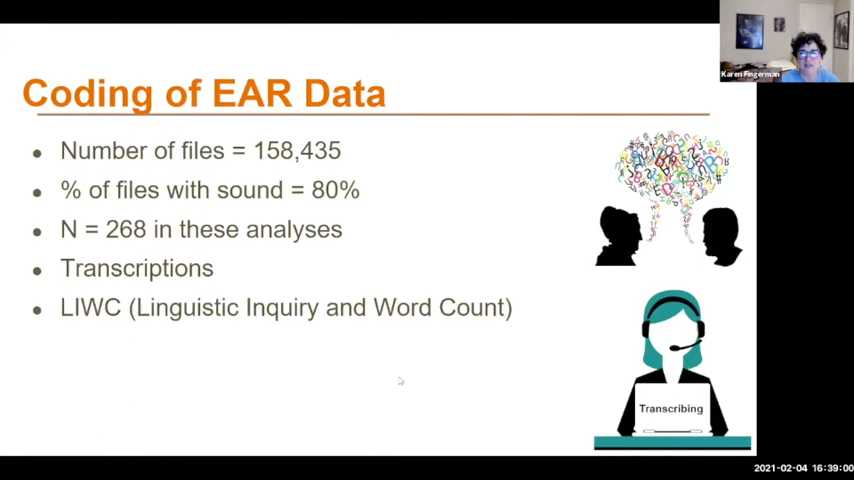 Karen Fingerman
Coding of EAR Data
Number of files = 158,435
% of files with sound = 80%
N = 268 in these analyses
Transcriptions
LIWC (Linguistic Inquiry and Word Count)
Transcribing
2021-02-04 16:39:00